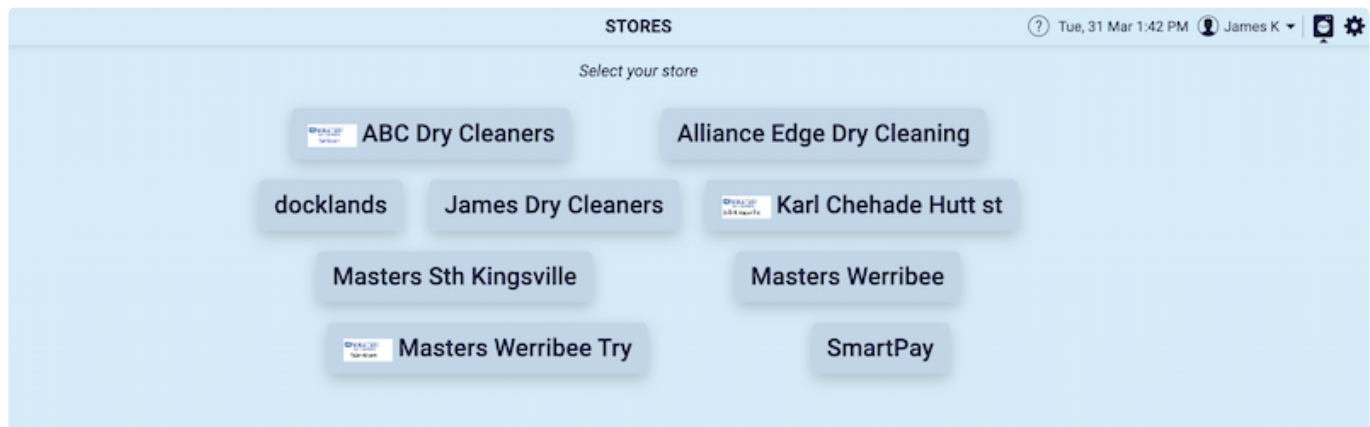 STORES
? Tue, 31 Mar 1:42 PM James K
Select your store
ABC Dry Cleaners
Alliance Edge Dry Cleaning
docklands
James Dry Cleaners
Karl Chehade Hutt st
Masters Sth Kingsville
Masters Werribee
Masters Werribee Try
SmartPay